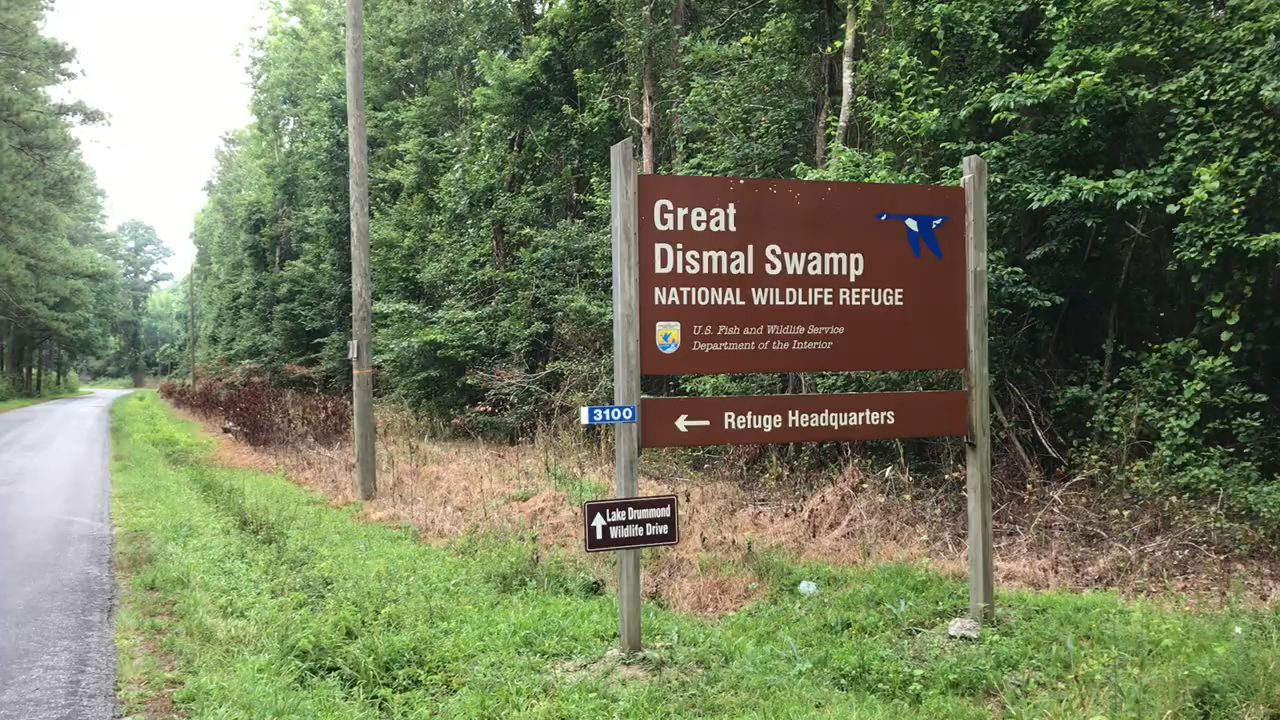 Great
Dismal Swamp
NATIONAL WILDLIFE REFUGE
U.S. Fish and Wildlife Service
Department of the Interior
3100
← Refuge Headquarters
↑ Lake Drummond
Wildlife Drive